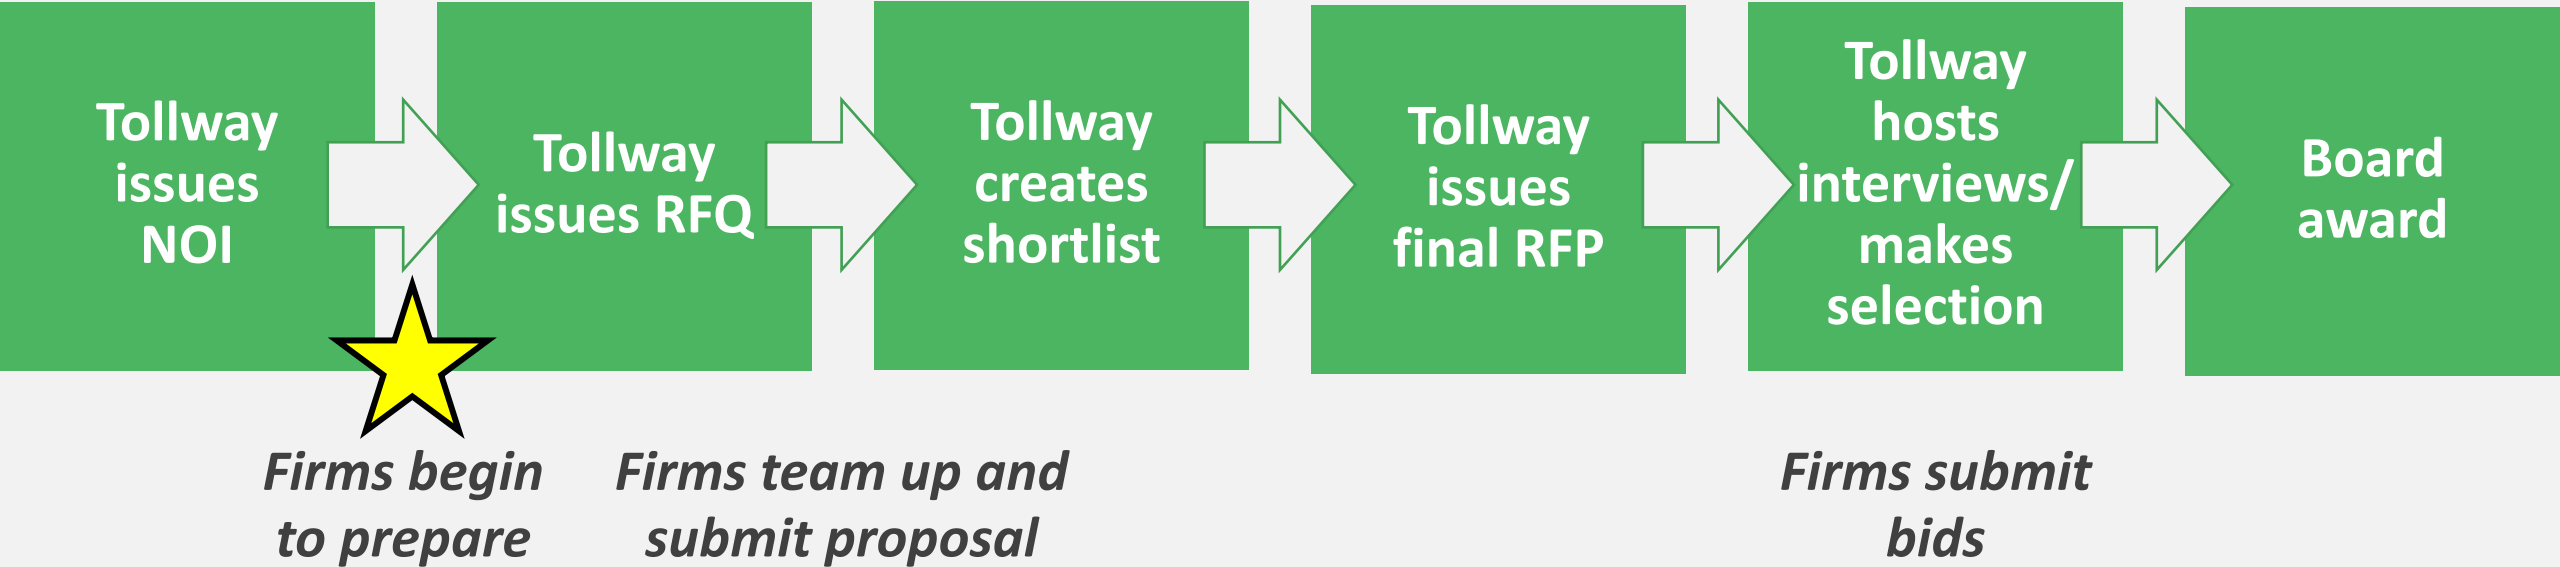 Tollway
issues
NOI
Tollway
issues RFQ
Tollway
creates
shortlist
Tollway
issues
final RFP
Tollway
hosts
interviews/
makes
selection
Board
award
Firms begin
to prepare
Firms team up and
submit proposal
Firms submit
bids